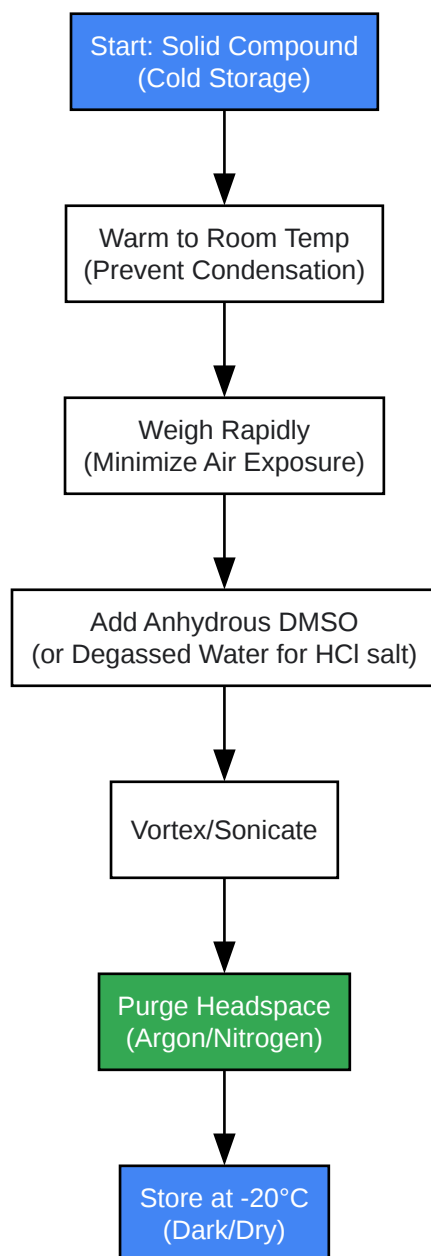 Start: Solid Compound
(Cold Storage)
Warm to Room Temp
(Prevent Condensation)
Weigh Rapidly
(Minimize Air Exposure)
Add Anhydrous DMSO
(or Degassed Water for HCl salt)
Vortex/Sonicate
Purge Headspace
(Argon/Nitrogen)
Store at -20°C
(Dark/Dry)